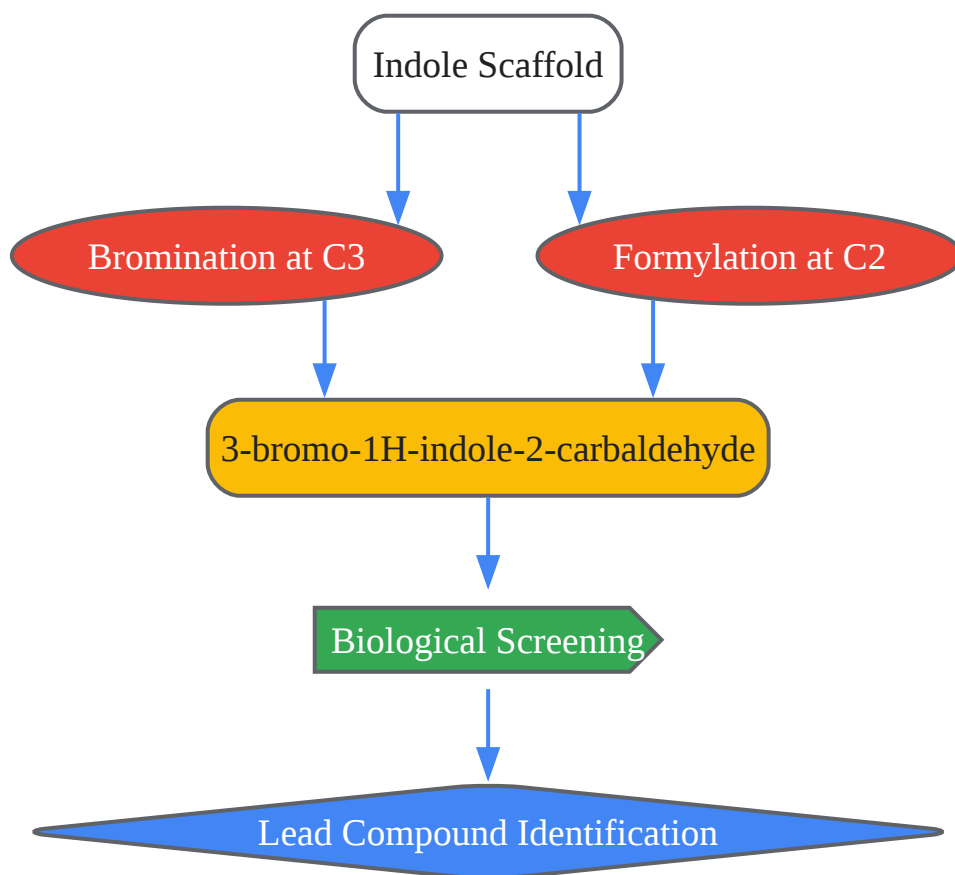 Indole Scaffold
Bromination at C3
Formylation at C2
3-bromo-1H-indole-2-carbaldehyde
Biological Screening
Lead Compound Identification